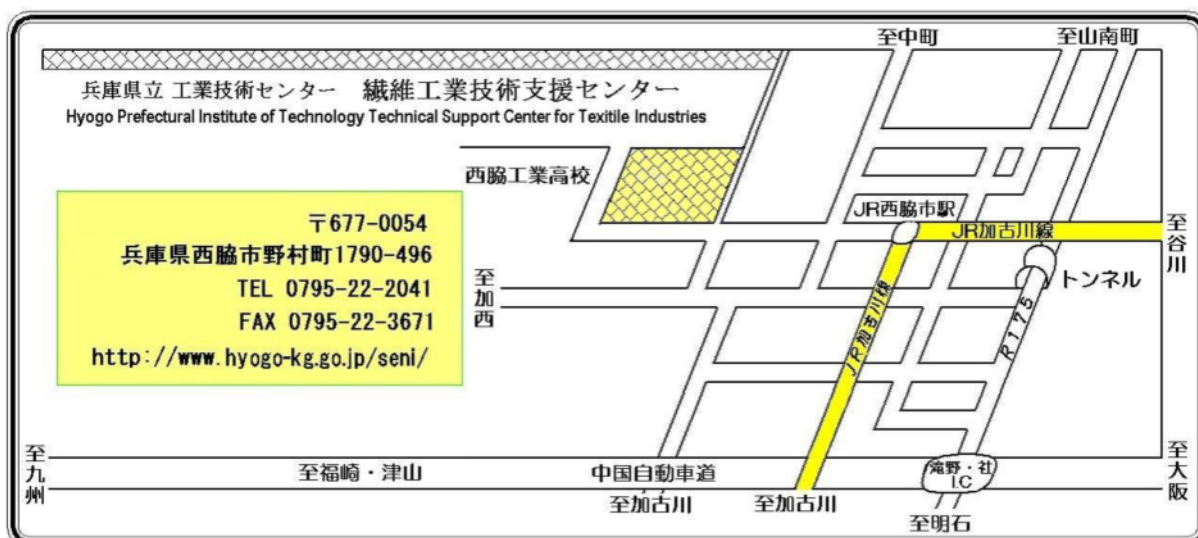 至中町
至山南町
兵庫県立 工業技術センター 繊維工業技術支援センター
Hyogo Prefectural Institute of Technology Technical Support Center for Texitile Industries
西脇工業高校
〒677-0054
兵庫県西脇市野村町1790-496
TEL 0795-22-2041
FAX 0795-22-3671
http://www.hyogo-kg.go.jp/seni/
JR西脇市駅
JR加古川線
至谷川
至加西
トンネル
JR加古川線
R175
至九州
至福崎・津山
中国自動車道
滝野・社
I.C
至大阪
至加古川
至加古川
至明石